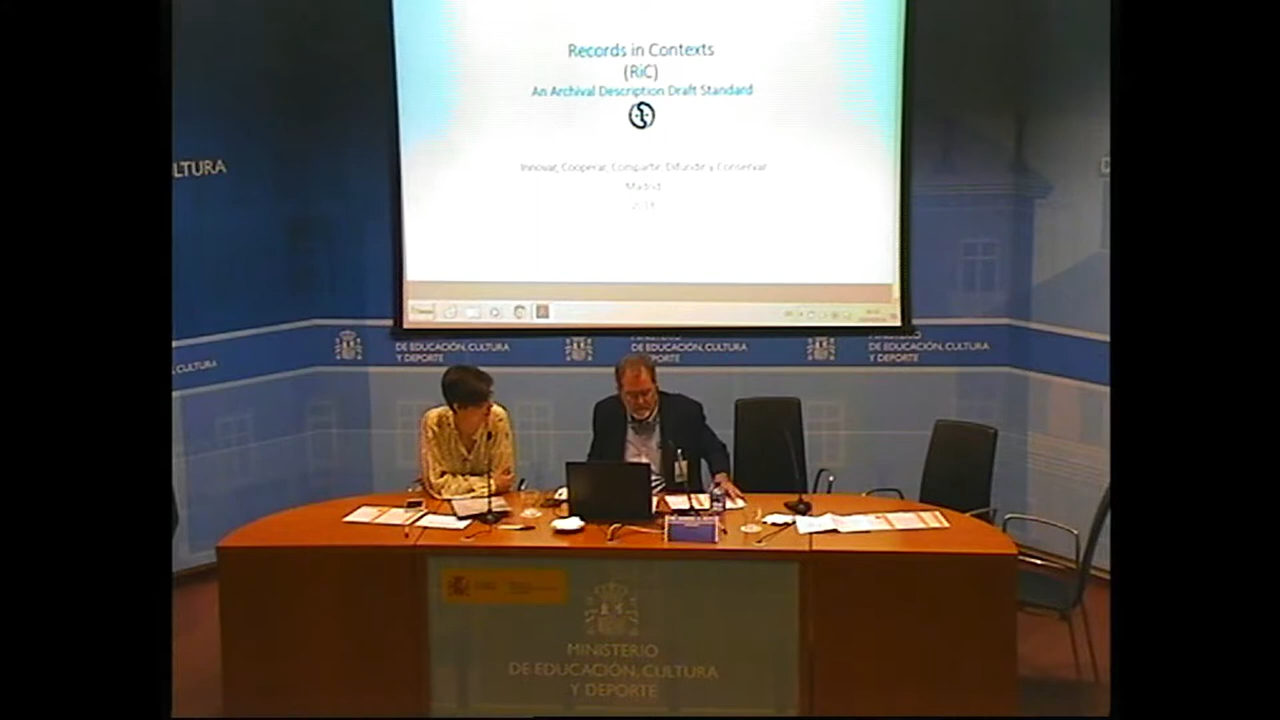 Records in Contexts
(RiC)
An Archival Description Draft Standard
Innovar, Cooperar, Compartir, Difundir y Conservar
Madrid
LTURA
DE EDUCACIÓN, CULTURA
Y DEPORTE
DE EDUCACIÓN, CULTURA
Y DEPORTE
DE EDUCACIÓN, CULTURA
Y DEPORTE
CULTURA
MINISTERIO
DE EDUCACIÓN, CULTURA
Y DEPORTE